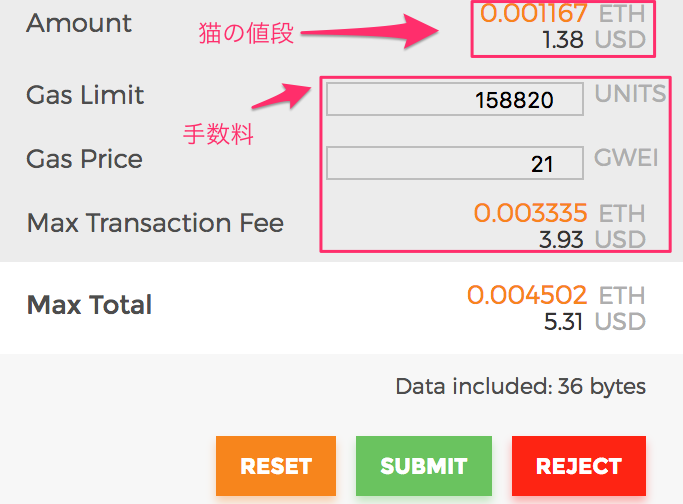 Amount
0.001167 ETH
1.38 USD
猫の値段
Gas Limit
158820
UNITS
手数料
Gas Price
21
GWEI
Max Transaction Fee
0.003335 ETH
3.93 USD
Max Total
0.004502 ETH
5.31 USD
Data included: 36 bytes
RESET
SUBMIT
REJECT